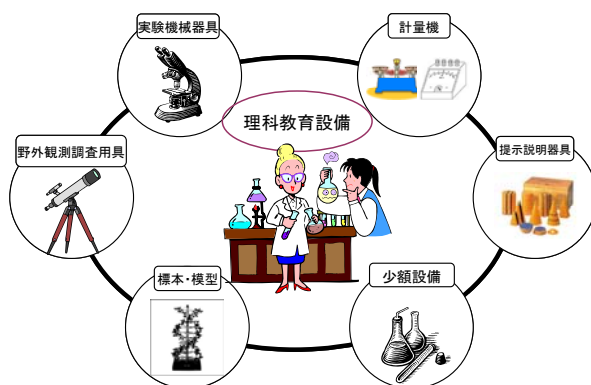 実験機械器具
計量機
理科教育設備
野外観測調査用具
提示説明器具
標本・模型
少額設備